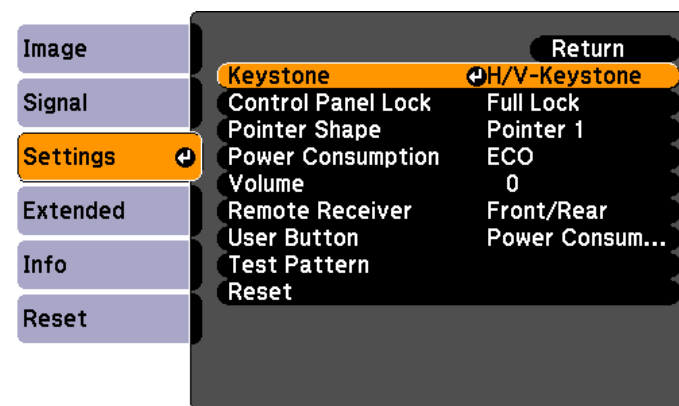 Image
Signal
Settings
Extended
Info
Reset
Return
Keystone H/V-Keystone
Control Panel Lock Full Lock
Pointer Shape Pointer 1
Power Consumption ECO
Volume 0
Remote Receiver Front/Rear
User Button Power Consum...
Test Pattern
Reset